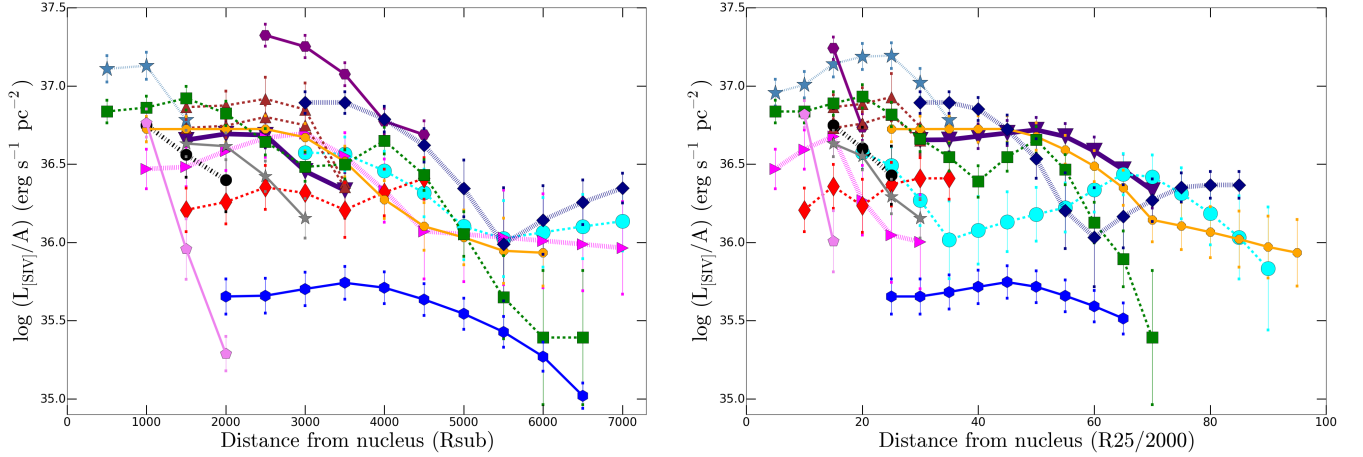 37.5
37.0
36.5
36.0
35.5
35.0
0 1000 2000 3000 4000 5000 6000 7000
Distance from nucleus (Rsub)
log (L[SIV]/A) (erg s−1 pc−2)
37.5
37.0
36.5
36.0
35.5
35.0
0 20 40 60 80 100
Distance from nucleus (R25/2000)
log (L[SIV]/A) (erg s−1 pc−2)